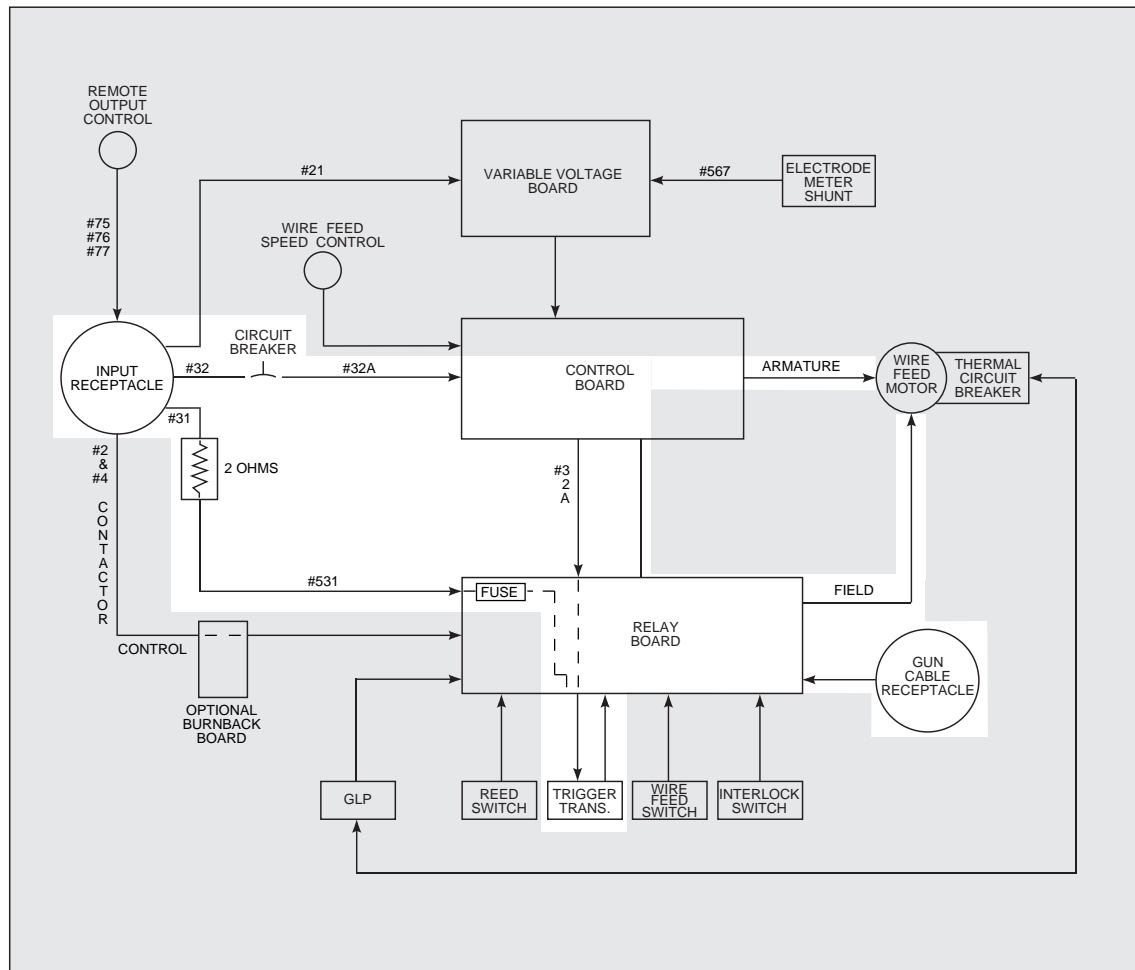 REMOTE
OUTPUT
CONTROL
#21
VARIABLE VOLTAGE
BOARD
#567
ELECTRODE
METER
SHUNT
#75
#76
#77
WIRE FEED
SPEED CONTROL
INPUT
RECEPTACLE
#32
CIRCUIT
BREAKER
#32A
CONTROL
BOARD
ARMATURE
WIRE
FEED
MOTOR
THERMAL
CIRCUIT
BREAKER
#31
2 OHMS
#2
&
#4
CONTACTOR
#3
2
A
#531
FUSE
RELAY
BOARD
FIELD
CONTROL
OPTIONAL
BURNBACK
BOARD
GUN
CABLE
RECEPTACLE
GLP
REED
SWITCH
TRIGGER
TRANS.
WIRE
FEED
SWITCH
INTERLOCK
SWITCH